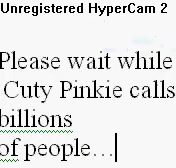 Unregistered HyperCam 2
Please wait while
Cuty Pinkie calls
billions
of people...